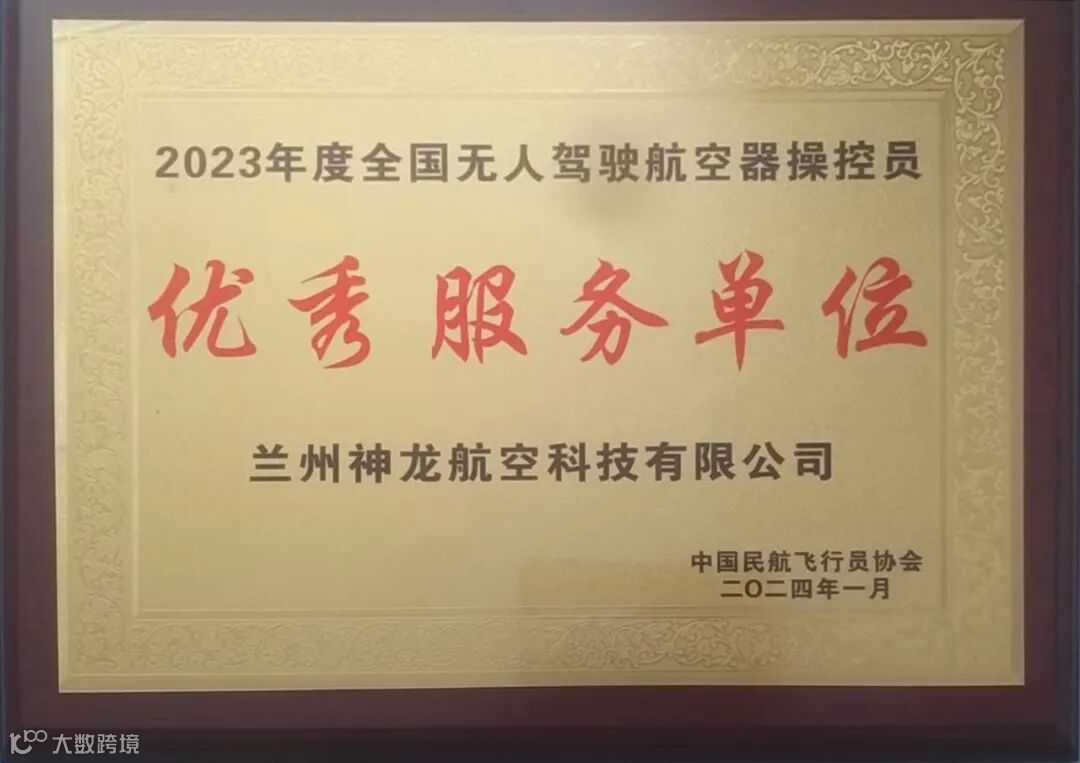 2023年度全国无人驾驶航空器操控员
优秀服务单位
兰州神龙航空科技有限公司
中国民航飞行员协会
二〇二四年一月
大数跨境